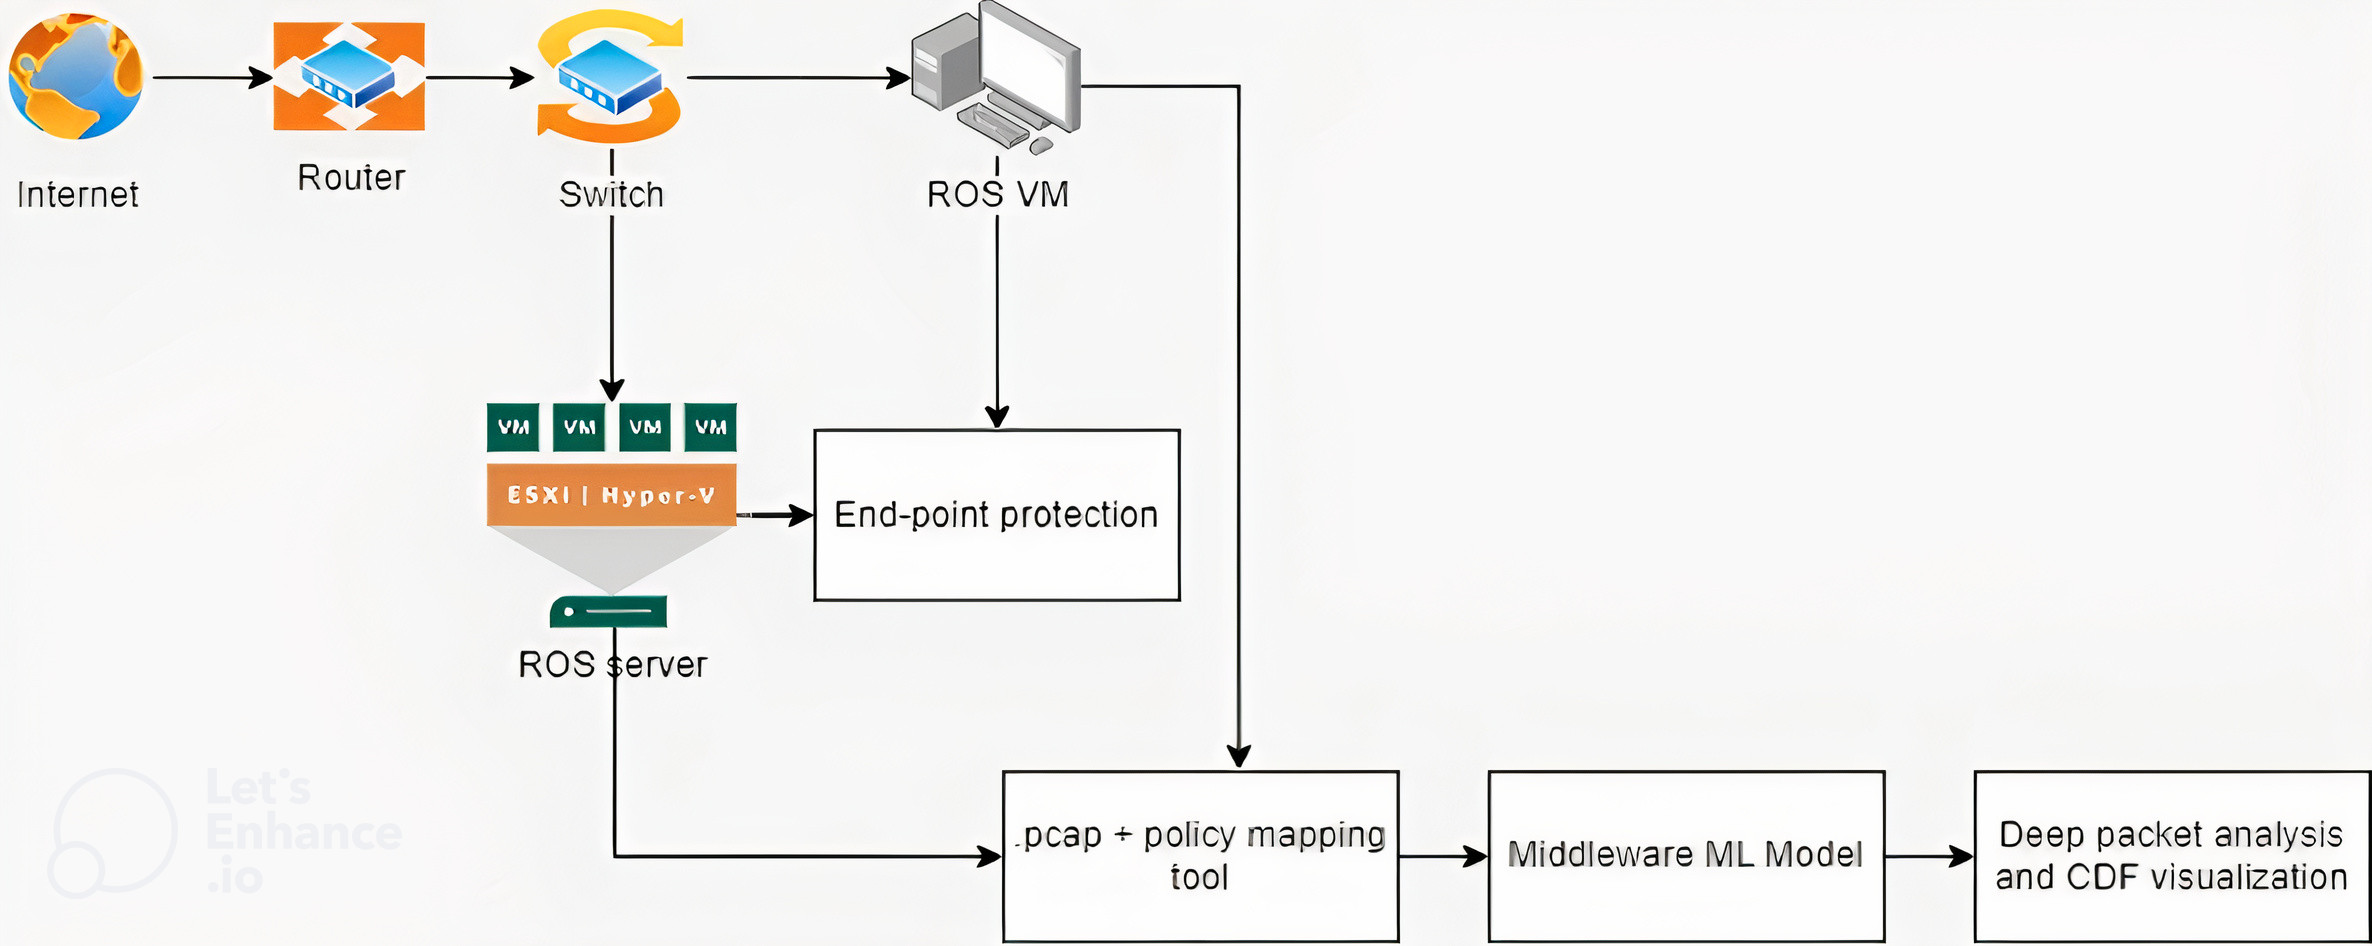 Internet
Router
Switch
ROS VM
VM VM VM VM
ESXI | Hyper-V
End-point protection
ROS server
.pcap + policy mapping
tool
Middleware ML Model
Deep packet analysis
and CDF visualization
Let's
Enhance
.io